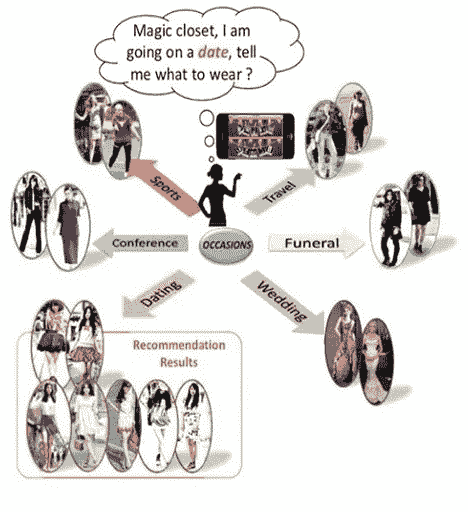 Magic closet, I am
going on a date, tell
me what to wear ?
Sports
Travel
Conference
OCCASIONS
Funeral
Dating
Wedding
Recommendation
Results